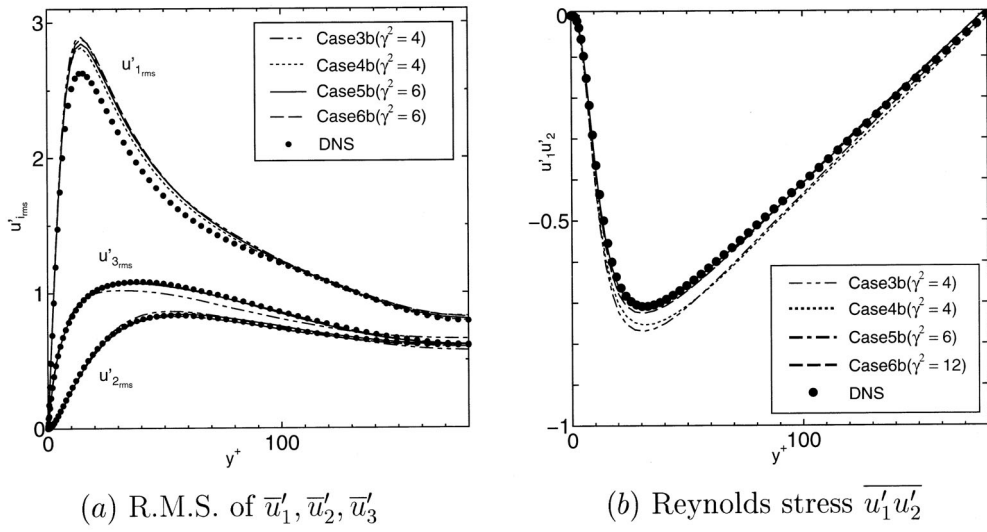 3
2
1
0
0
100
u'i rms
y⁺
u'1rms
u'3rms
u'2rms
Case3b(γ² = 4)
Case4b(γ² = 4)
Case5b(γ² = 6)
Case6b(γ² = 6)
DNS
(a) R.M.S. of u̅′₁, u̅′₂, u̅′₃
0
−0.5
−1
0
100
u'₁u'₂
y⁺
Case3b(γ² = 4)
Case4b(γ² = 4)
Case5b(γ² = 6)
Case6b(γ² = 12)
DNS
(b) Reynolds stress u̅′₁u̅′₂